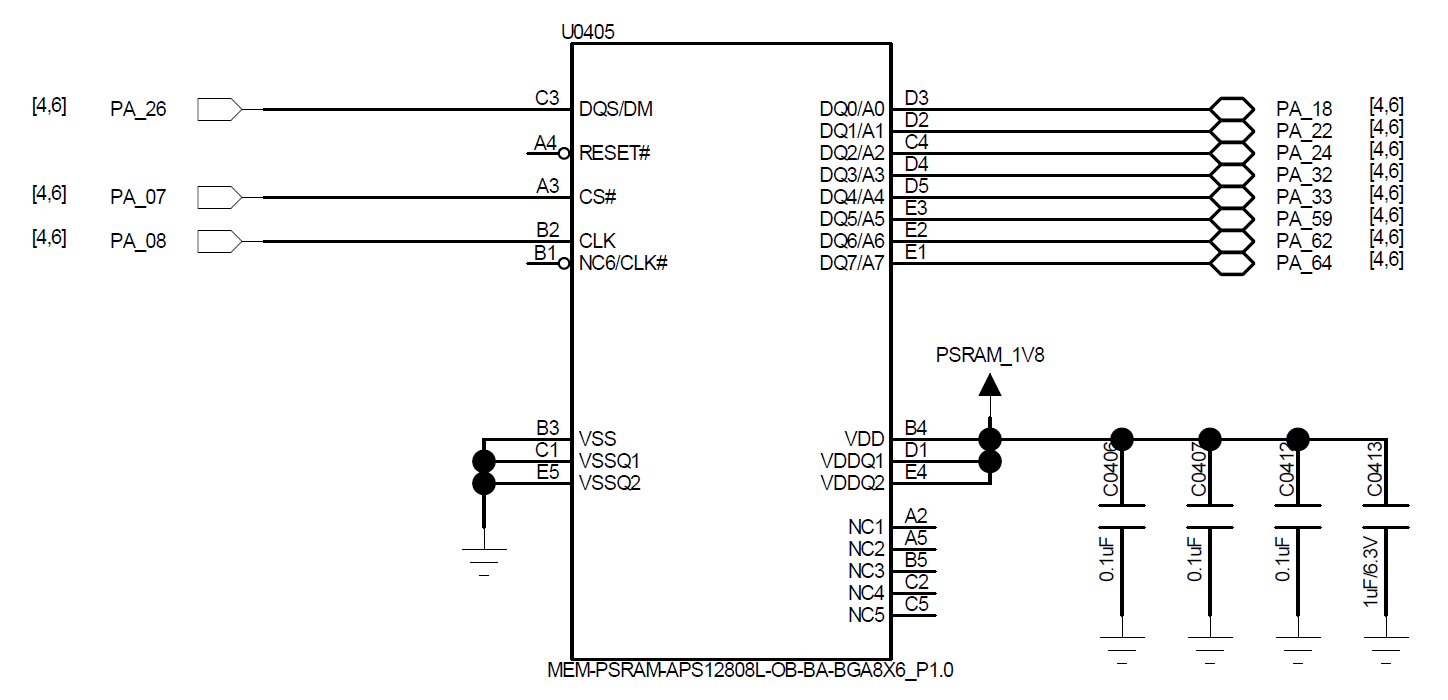 U0405
[4,6] PA_26 C3 DQS/DM DQ0/A0 D3 PA_18 [4,6]
DQ1/A1 D2 PA_22 [4,6]
A4 RESET# DQ2/A2 C4 PA_24 [4,6]
DQ3/A3 D4 PA_32 [4,6]
[4,6] PA_07 A3 CS# DQ4/A4 D5 PA_33 [4,6]
DQ5/A5 E3 PA_59 [4,6]
[4,6] PA_08 B2 CLK DQ6/A6 E2 PA_62 [4,6]
B1 NC6/CLK# DQ7/A7 E1 PA_64 [4,6]
PSRAM_1V8
B3 VSS VDD B4
C1 VSSQ1 VDDQ1 D1
E5 VSSQ2 VDDQ2 E4
C0406 C0407 C0412 C0413
NC1 A2
NC2 A5
NC3 B5
NC4 C2
NC5 C5
0.1uF 0.1uF 0.1uF 1uF/6.3V
MEM-PSRAM-APS12808L-OB-BA-BGA8X6_P1.0